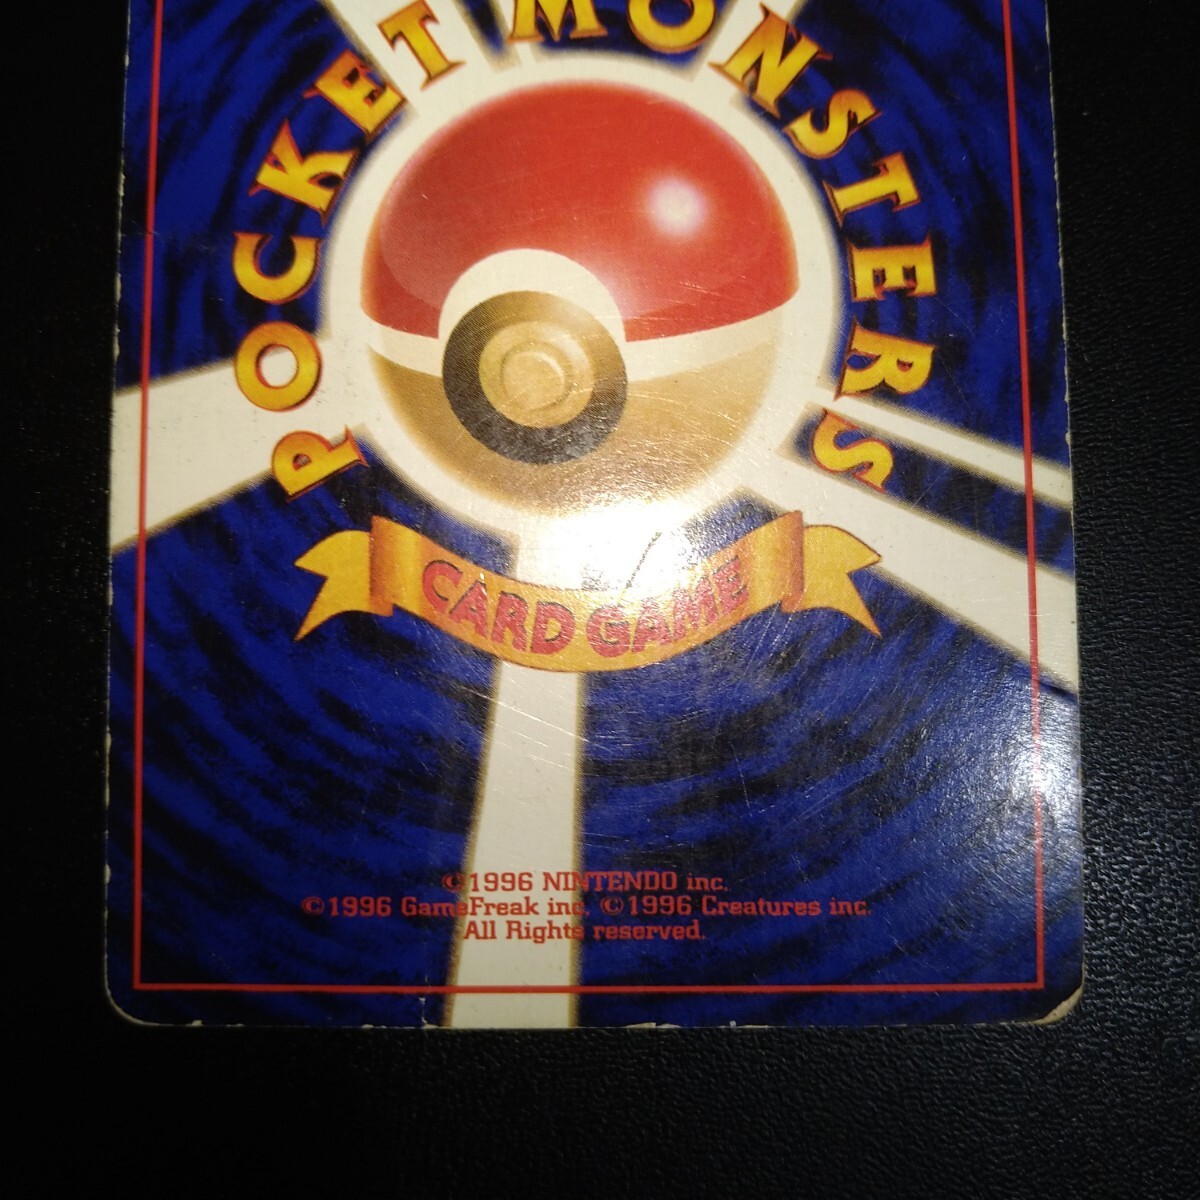 POCKET MONSTERS
CARD GAME
©1996 NINTENDO inc.
©1996 GameFreak inc. ©1996 Creatures inc.
All Rights reserved.